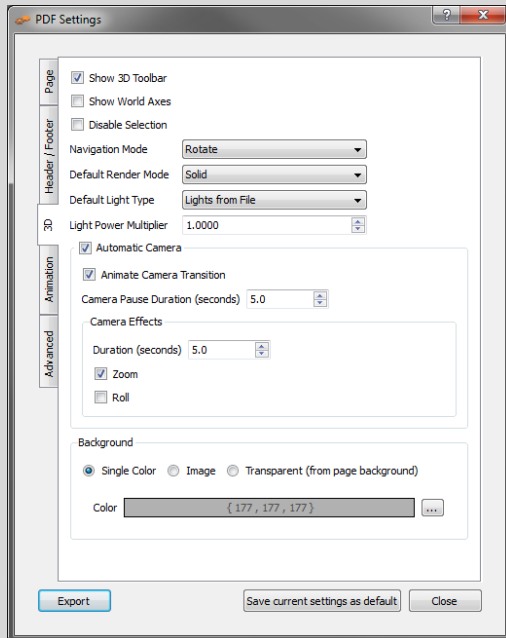 PDF Settings
?
Page
Header / Footer
3D
Animation
Advanced
Show 3D Toolbar
Show World Axes
Disable Selection
Navigation Mode Rotate
Default Render Mode Solid
Default Light Type Lights from File
Light Power Multiplier 1.0000
Automatic Camera
Animate Camera Transition
Camera Pause Duration (seconds) 5.0
Camera Effects
Duration (seconds) 5.0
Zoom
Roll
Background
Single Color Image Transparent (from page background)
Color { 177 , 177 , 177 } ...
Export Save current settings as default Close